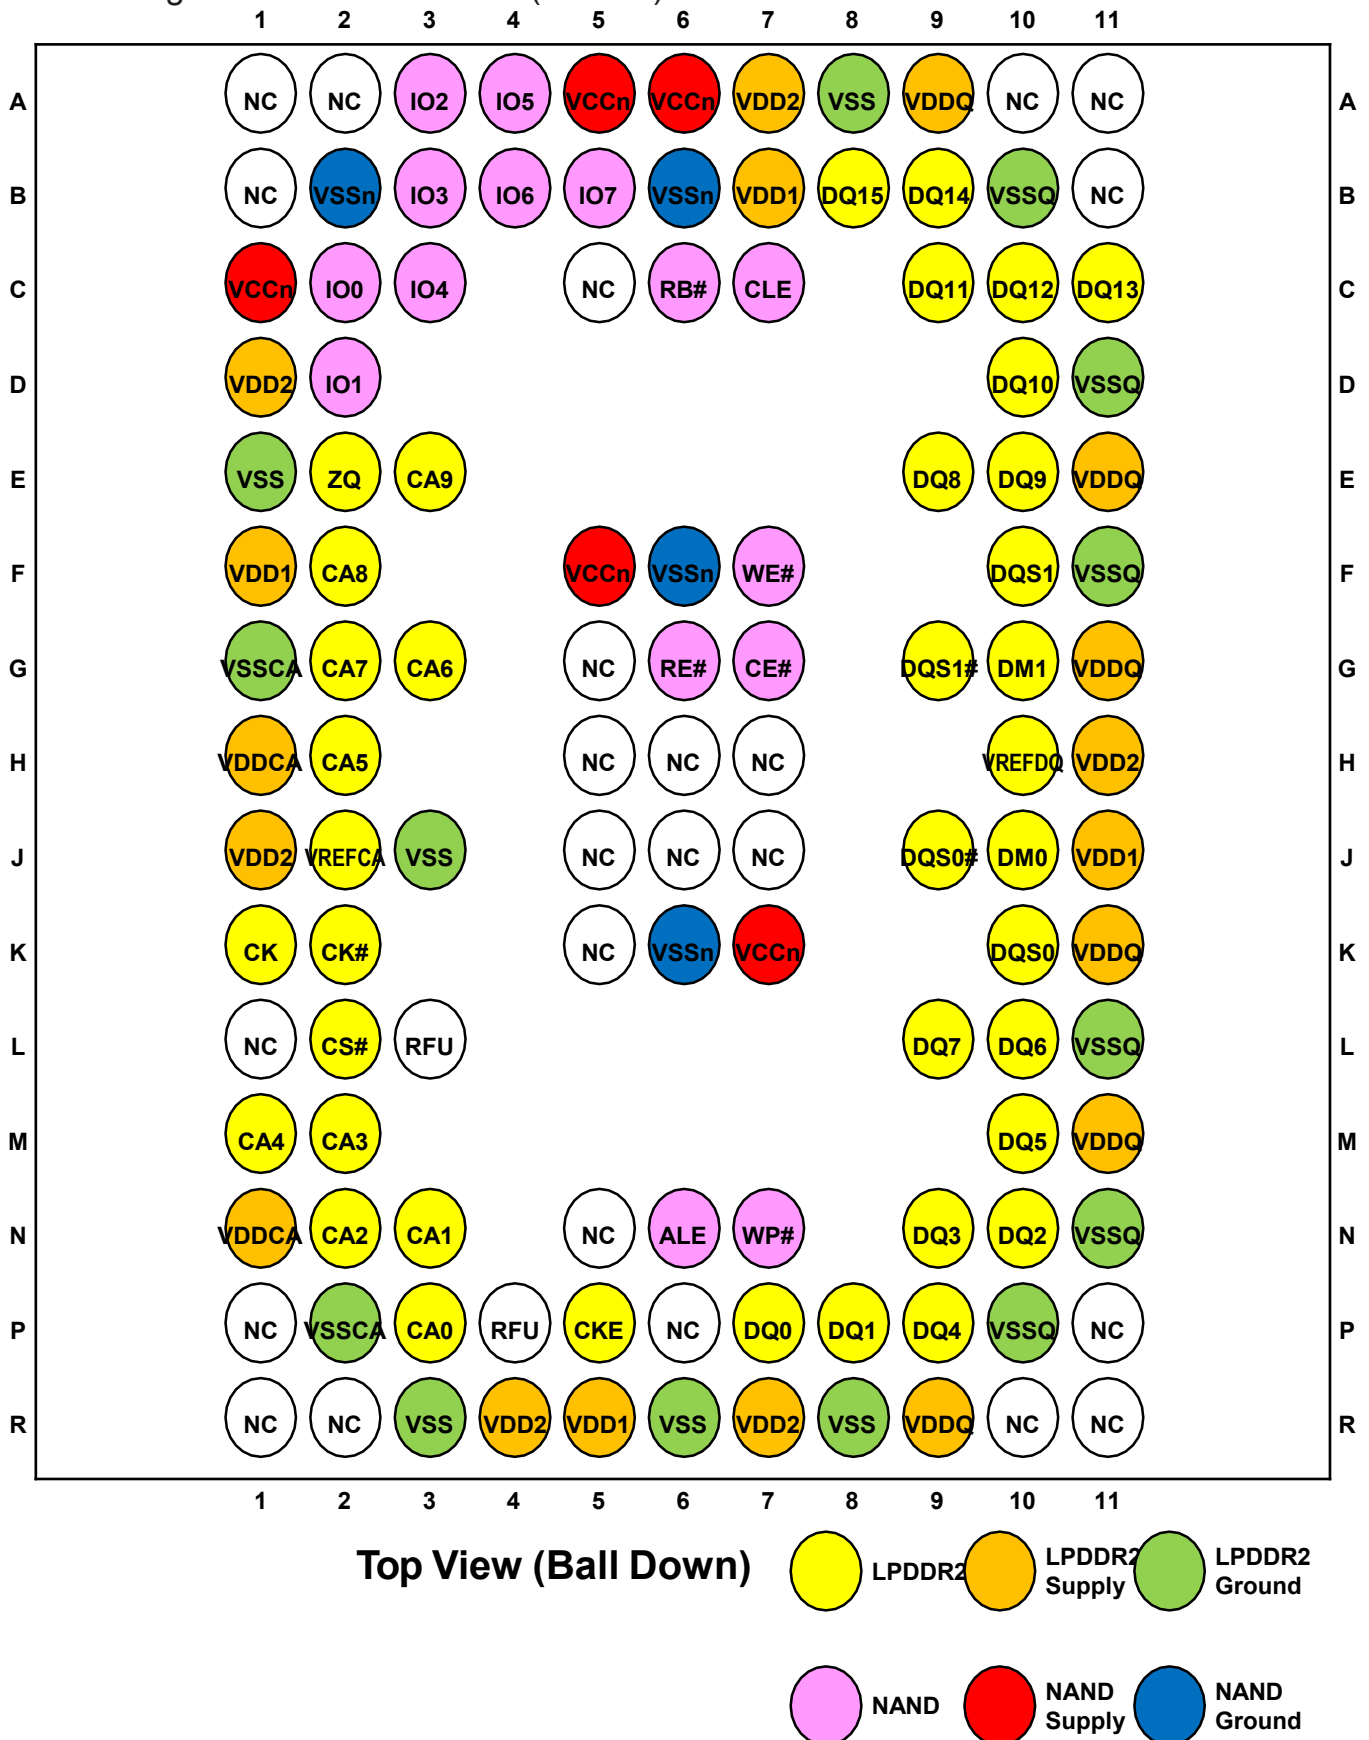 1 2 3 4 5 6 7 8 9 10 11
A NC NC IO2 IO5 VCCn VCCn VDD2 VSS VDDQ NC NC A
B NC VSSn IO3 IO6 IO7 VSSn VDD1 DQ15 DQ14 VSSQ NC B
C VCCn IO0 IO4 NC RB# CLE DQ11 DQ12 DQ13 C
D VDD2 IO1 DQ10 VSSQ D
E VSS ZQ CA9 DQ8 DQ9 VDDQ E
F VDD1 CA8 VCCn VSSn WE# DQS1 VSSQ F
G VSSCA CA7 CA6 NC RE# CE# DQS1# DM1 VDDQ G
H VDDCA CA5 NC NC NC VREFDQ VDD2 H
J VDD2 VREFCA VSS NC NC NC DQS0# DM0 VDD1 J
K CK CK# NC VSSn VCCn DQS0 VDDQ K
L NC CS# RFU DQ7 DQ6 VSSQ L
M CA4 CA3 DQ5 VDDQ M
N VDDCA CA2 CA1 NC ALE WP# DQ3 DQ2 VSSQ N
P NC VSSCA CA0 RFU CKE NC DQ0 DQ1 DQ4 VSSQ NC P
R NC NC VSS VDD2 VDD1 VSS VDD2 VSS VDDQ NC NC R
1 2 3 4 5 6 7 8 9 10 11
Top View (Ball Down)
LPDDR2
LPDDR2
Supply
LPDDR2
Ground
NAND
NAND
Supply
NAND
Ground